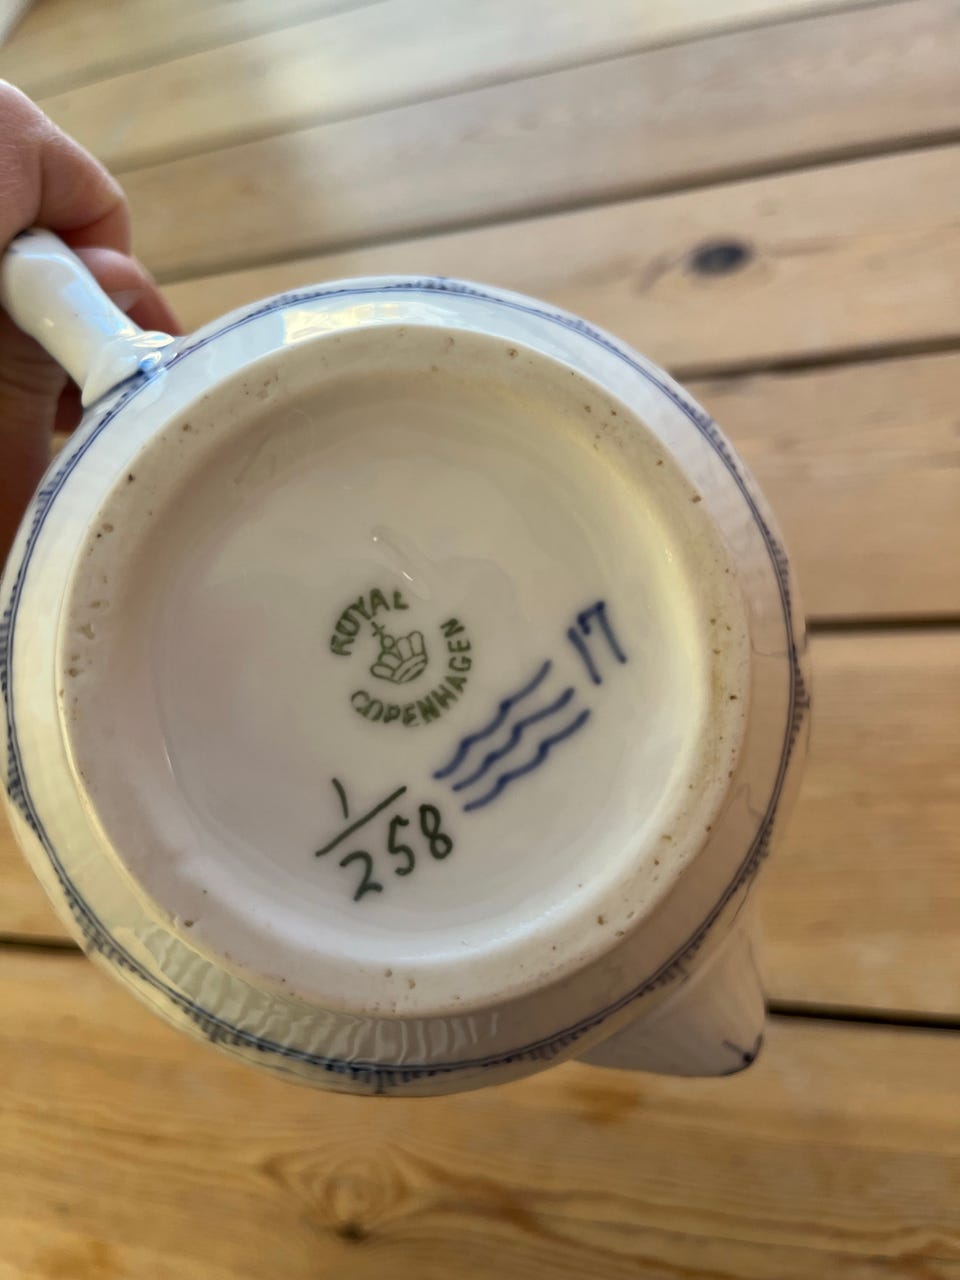 ROYAL
COPENHAGEN
17
1/258